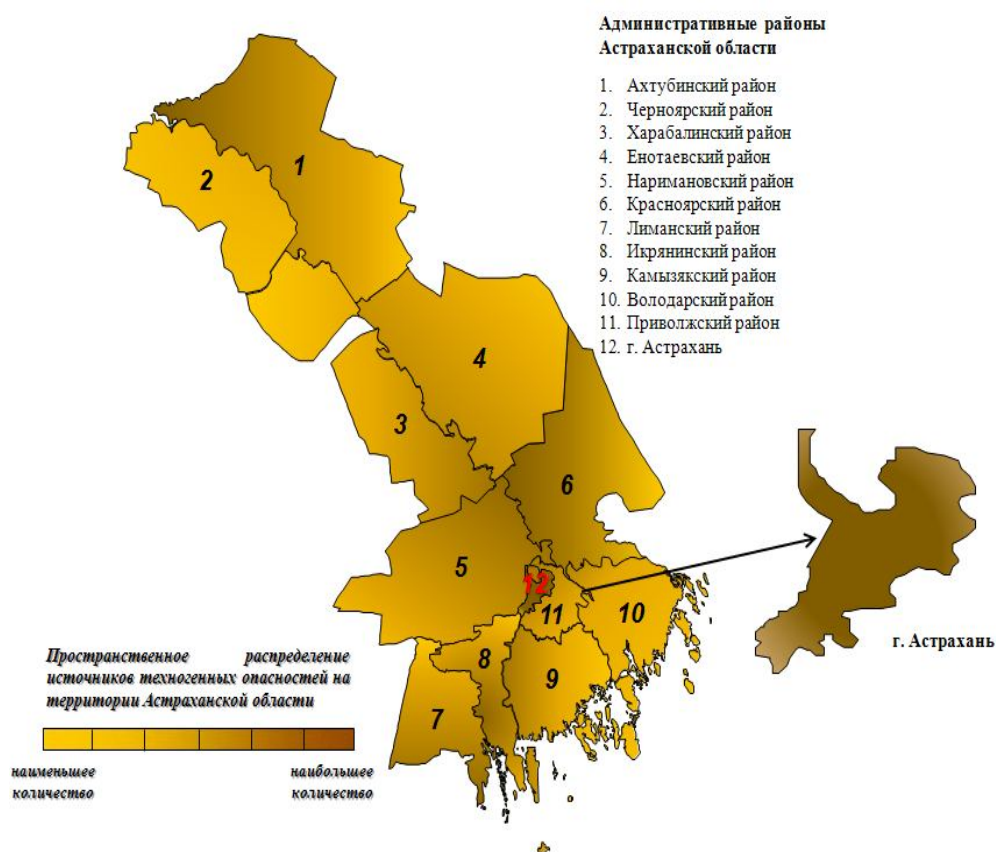 Административные районы
Астраханской области
1. Ахтубинский район
2. Черноярский район
3. Харабалинский район
4. Енотаевский район
5. Наримановский район
6. Красноярский район
7. Лиманский район
8. Икрянинский район
9. Камызякский район
10. Володарский район
11. Приволжский район
12. г. Астрахань
1
2
4
3
6
5
12
11
10
г. Астрахань
8
9
7
Пространственное распределение
источников техногенных опасностей на
территории Астраханской области
наименьшее
количество
наибольшее
количество